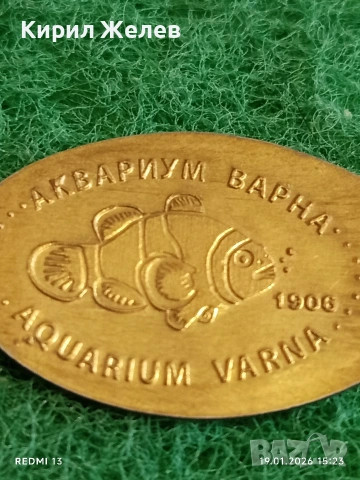 Кирил Желев
АКВАРИУМ ВАРНА
1906
AQUARIUM VARNA
REDMI 13
19.01.2026 15:23